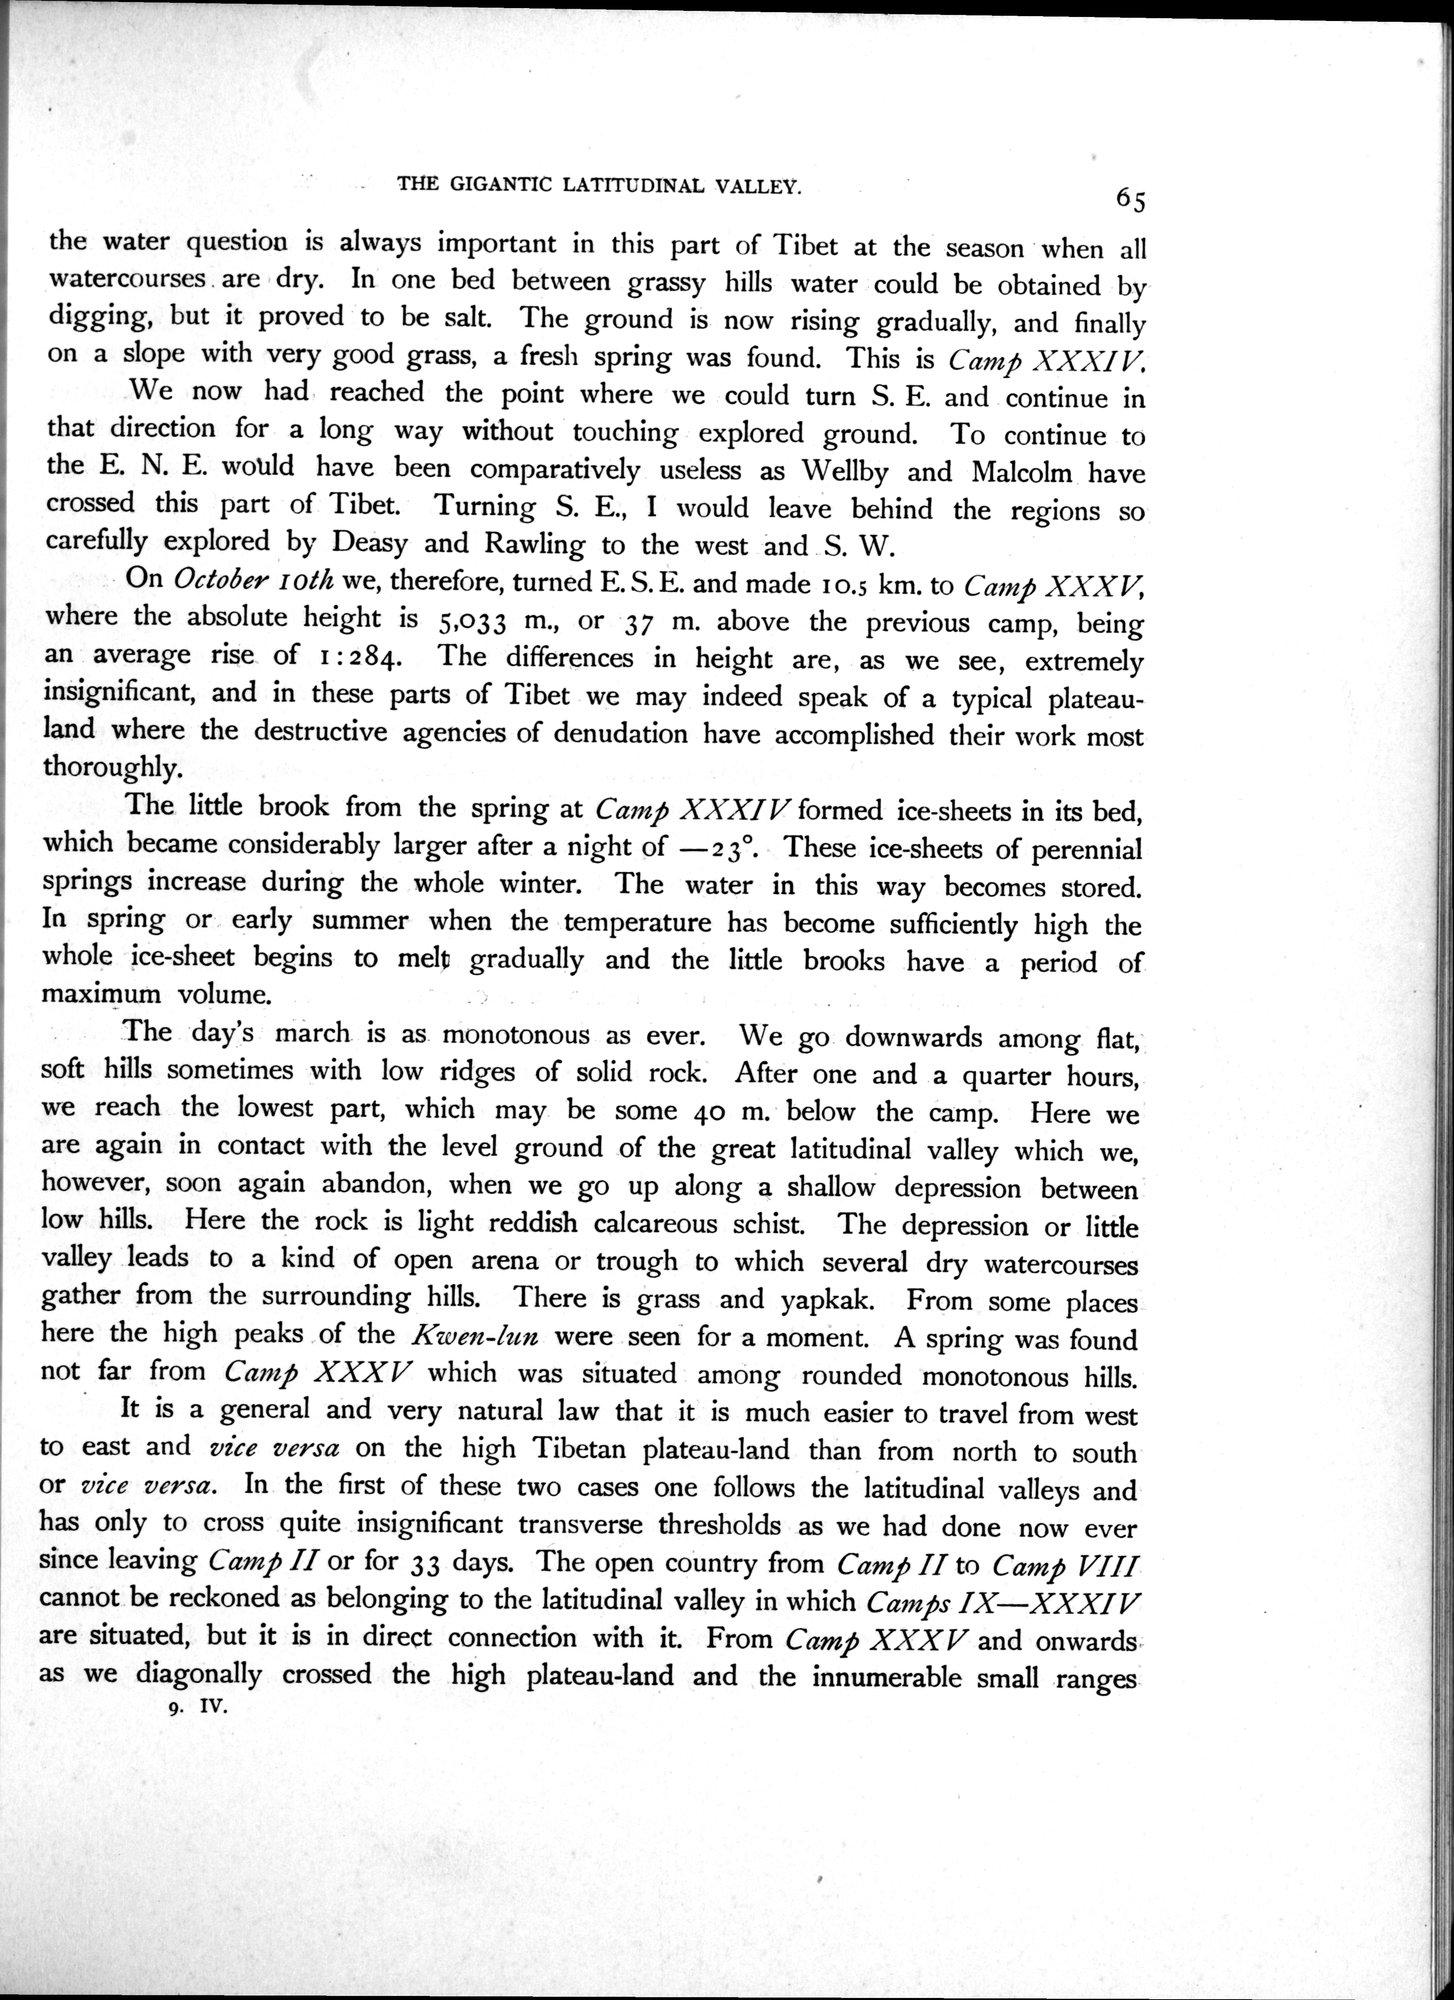 THE GIGANTIC LATITUDINAL VALLEY.
65
the water question is always important in this part of Tibet at the season when all
watercourses are dry. In one bed between grassy hills water could be obtained by
digging, but it proved to be salt. The ground is now rising gradually, and finally
on a slope with very good grass, a fresh spring was found. This is Camp XXXIV.
We now had reached the point where we could turn S. E. and continue in
that direction for a long way without touching explored ground. To continue to
the E. N. E. would have been comparatively useless as Wellby and Malcolm have
crossed this part of Tibet. Turning S. E., I would leave behind the regions so
carefully explored by Deasy and Rawling to the west and S. W.
On October 10th we, therefore, turned E. S. E. and made 10.5 km. to Camp XXXV,
where the absolute height is 5,033 m., or 37 m. above the previous camp, being
an average rise of 1:284. The differences in height are, as we see, extremely
insignificant, and in these parts of Tibet we may indeed speak of a typical plateau-
land where the destructive agencies of denudation have accomplished their work most
thoroughly.
The little brook from the spring at Camp XXXIV formed ice-sheets in its bed,
which became considerably larger after a night of —23°. These ice-sheets of perennial
springs increase during the whole winter. The water in this way becomes stored.
In spring or early summer when the temperature has become sufficiently high the
whole ice-sheet begins to melt gradually and the little brooks have a period of
maximum volume.
The day's march is as monotonous as ever. We go downwards among flat,
soft hills sometimes with low ridges of solid rock. After one and a quarter hours,
we reach the lowest part, which may be some 40 m. below the camp. Here we
are again in contact with the level ground of the great latitudinal valley which we,
however, soon again abandon, when we go up along a shallow depression between
low hills. Here the rock is light reddish calcareous schist. The depression or little
valley leads to a kind of open arena or trough to which several dry watercourses
gather from the surrounding hills. There is grass and yapkak. From some places
here the high peaks of the Kwen-lun were seen for a moment. A spring was found
not far from Camp XXXV which was situated among rounded monotonous hills.
It is a general and very natural law that it is much easier to travel from west
to east and vice versa on the high Tibetan plateau-land than from north to south
or vice versa. In the first of these two cases one follows the latitudinal valleys and
has only to cross quite insignificant transverse thresholds as we had done now ever
since leaving Camp II or for 33 days. The open country from Camp II to Camp VIII
cannot be reckoned as belonging to the latitudinal valley in which Camps IX—XXXIV
are situated, but it is in direct connection with it. From Camp XXXV and onwards
as we diagonally crossed the high plateau-land and the innumerable small ranges
9. IV.